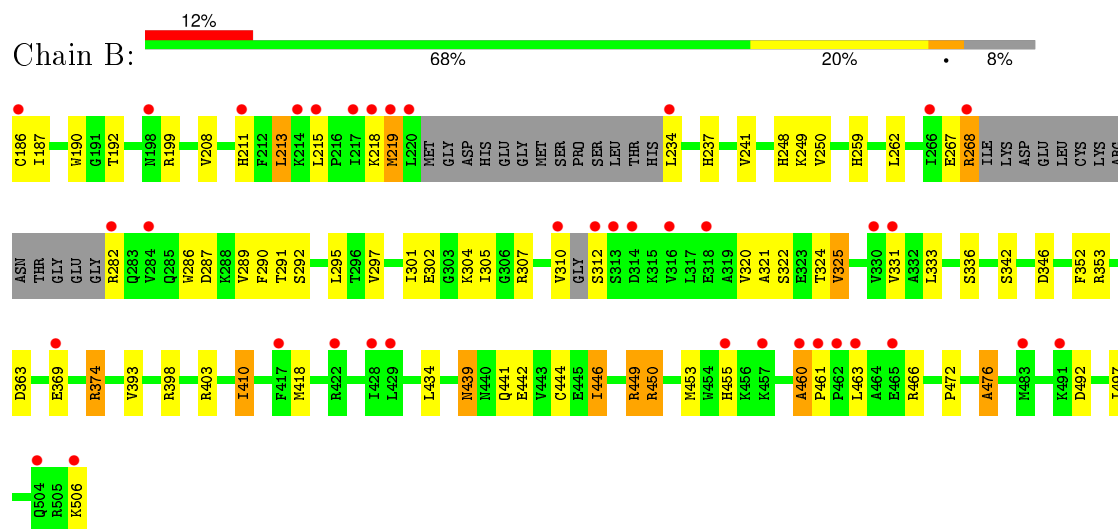 12%
Chain B:
68% 20% • 8%
C186 I187 W190 G191 T192 N198 R199 V208 H211 F212 L213 K214 L215 P216 I217 K218 M219 L220 MET GLY ASP HIS GLU GLY MET SER PRO SER LEU THR HIS L234 H237 V241 H248 K249 V250 H259 L262 I266 E267 R268 ILE LYS ASP GLU LEU CYS LYS ARG
ASN THR GLY GLU GLY R282 Q283 V284 Q285 W286 D287 K288 V289 F290 T291 S292 L295 T296 V297 I301 E302 G303 K304 I305 G306 R307 V310 GLY S312 S313 D314 K315 V316 L317 E318 A319 V320 A321 S322 E323 T324 V325 V330 V331 A332 L333 S336 S342 D346 F352 R353
D363 E369 R374 V393 R398 R403 I410 F417 M418 R422 I428 L429 L434 N439 N440 Q441 E442 V443 C444 E445 I446 R449 R450 M453 W454 H455 K456 K457 A460 P461 P462 L463 A464 E465 R466 P472 A476 M483 K491 D492 I497
Q504 R505 K506